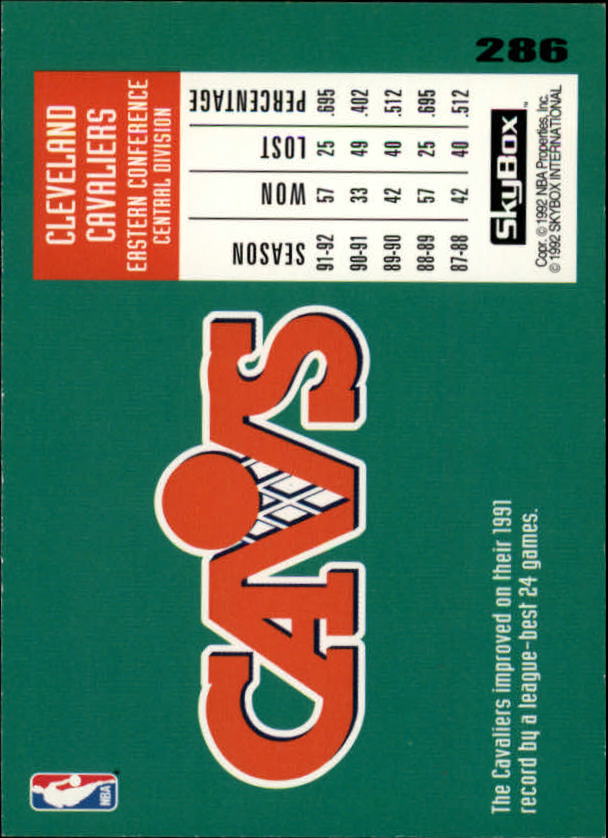 286
CLEVELAND
CAVALIERS
EASTERN CONFERENCE
CENTRAL DIVISION
SEASON WON LOST PERCENTAGE
91-92 57 25 .695
90-91 33 49 .402
89-90 42 40 .512
88-89 57 25 .695
87-88 42 40 .512
SkyBox™
Copr. © 1992 NBA Properties, Inc.
© 1992 SKYBOX INTERNATIONAL
CAVS
The Cavaliers improved on their 1991
record by a league-best 24 games.
NBA